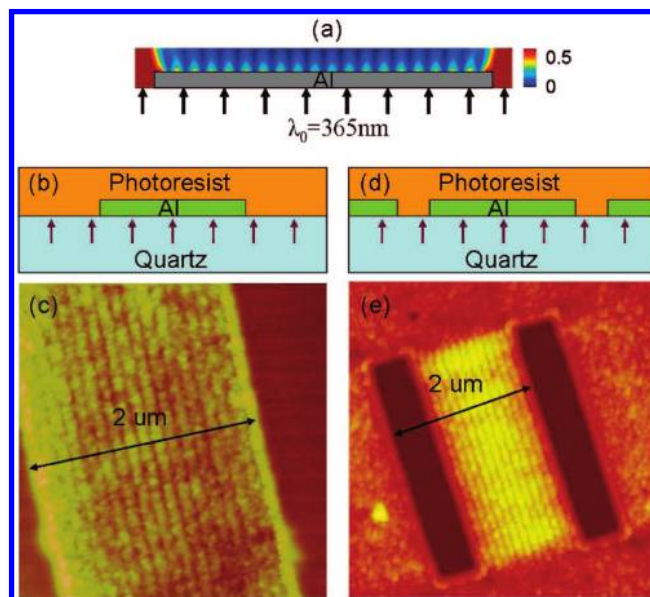 (a)
0.5
0
Al
λ₀=365nm
(b)
Photoresist
Al
Quartz
(d)
Photoresist
Al
Quartz
(c)
2 um
(e)
2 um